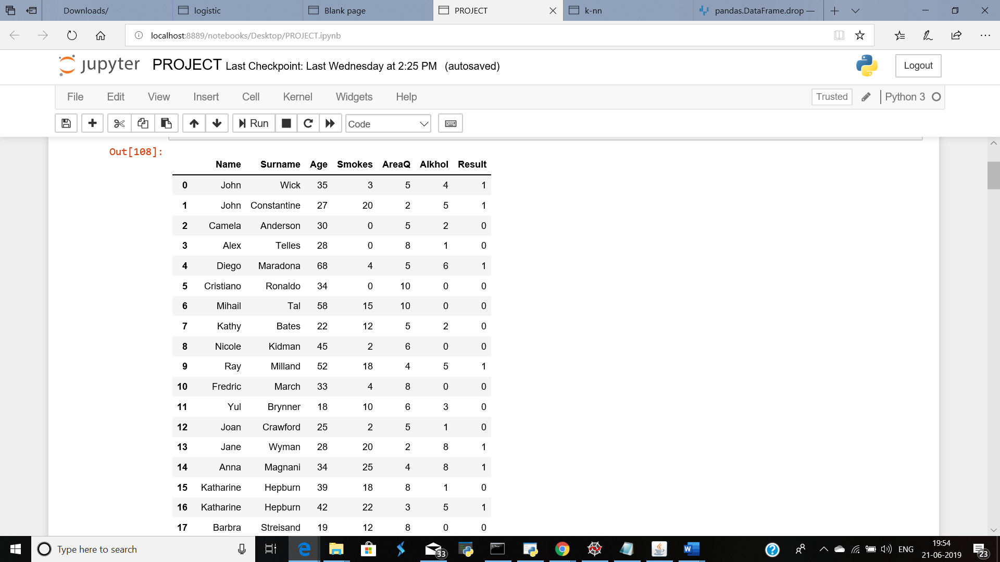 Downloads/ logistic Blank page PROJECT k-nn pandas.DataFrame.drop —
localhost:8889/notebooks/Desktop/PROJECT.ipynb
jupyter PROJECT Last Checkpoint: Last Wednesday at 2:25 PM (autosaved) Logout
File Edit View Insert Cell Kernel Widgets Help Trusted Python 3
Run Code
Out[108]:
Name Surname Age Smokes AreaQ Alkhol Result
0 John Wick 35 3 5 4 1
1 John Constantine 27 20 2 5 1
2 Camela Anderson 30 0 5 2 0
3 Alex Telles 28 0 8 1 0
4 Diego Maradona 68 4 5 6 1
5 Cristiano Ronaldo 34 0 10 0 0
6 Mihail Tal 58 15 10 0 0
7 Kathy Bates 22 12 5 2 0
8 Nicole Kidman 45 2 6 0 0
9 Ray Milland 52 18 4 5 1
10 Fredric March 33 4 8 0 0
11 Yul Brynner 18 10 6 3 0
12 Joan Crawford 25 2 5 1 0
13 Jane Wyman 28 20 2 8 1
14 Anna Magnani 34 25 4 8 1
15 Katharine Hepburn 39 18 8 1 0
16 Katharine Hepburn 42 22 3 5 1
17 Barbra Streisand 19 12 8 0 0
Type here to search 33 ENG 19:54
21-06-2019 23